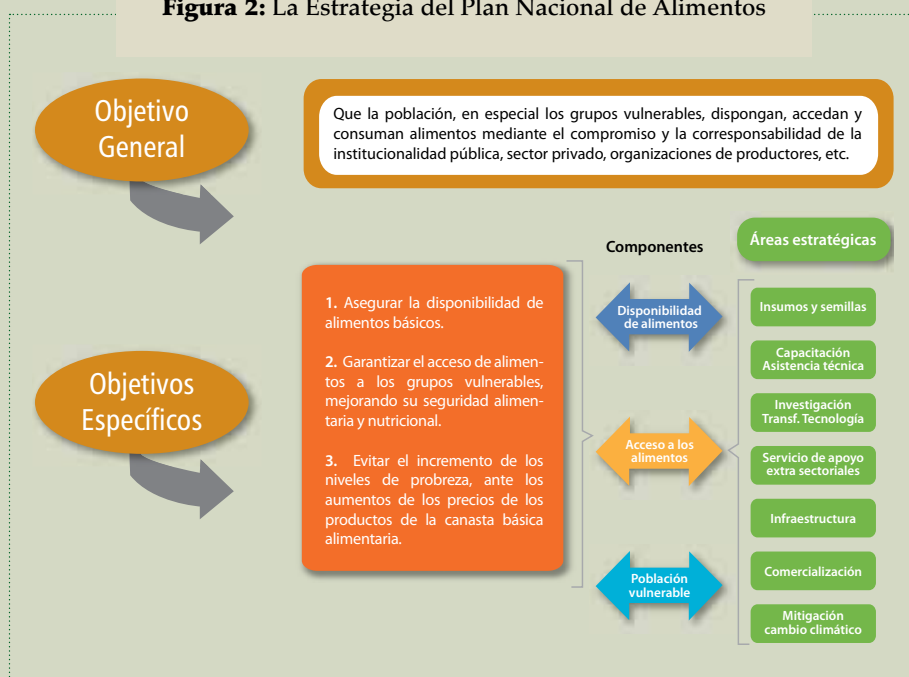 Figura 2: La Estrategia del Plan Nacional de Alimentos
Objetivo
General
Que la población, en especial los grupos vulnerables, dispongan, accedan y
consuman alimentos mediante el compromiso y la corresponsabilidad de la
institucionalidad pública, sector privado, organizaciones de productores, etc.
Objetivos
Específicos
1. Asegurar la disponibilidad de
alimentos básicos.
2. Garantizar el acceso de alimen-
tos a los grupos vulnerables,
mejorando su seguridad alimen-
taria y nutricional.
3. Evitar el incremento de los
niveles de probreza, ante los
aumentos de los precios de los
productos de la canasta básica
alimentaria.
Componentes
Disponibilidad
de alimentos
Acceso a los
alimentos
Población
vulnerable
Áreas estratégicas
Insumos y semillas
Capacitación
Asistencia técnica
Investigación
Transf. Tecnología
Servicio de apoyo
extra sectoriales
Infraestructura
Comercialización
Mitigación
cambio climático